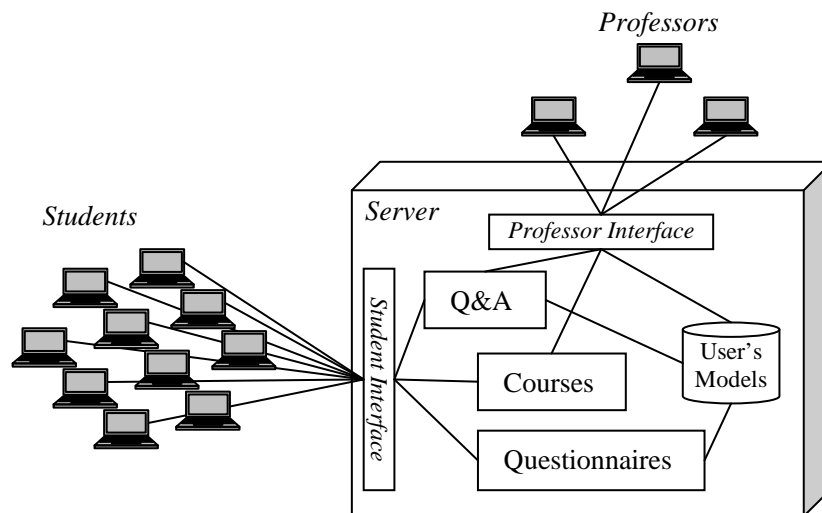 Professors
Students
Server
Professor Interface
Student Interface
Q&A
User's
Models
Courses
Questionnaires